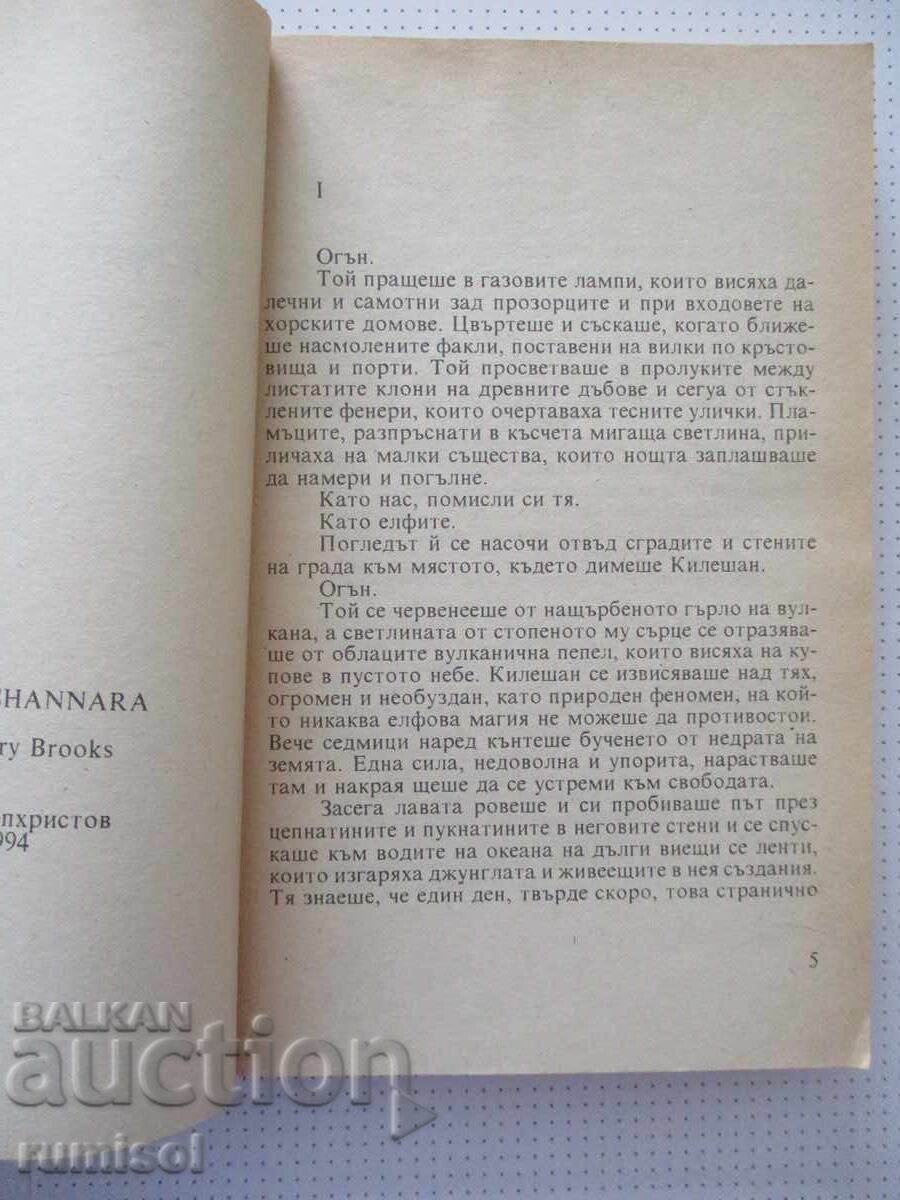 HANNARA
ry Brooks
пхристов
994
I
Огън.
Той пращеше в газовите лампи, които висяха да-
лечни и самотни зад прозорците и при входовете на
хорските домове. Цвъртеше и съскаше, когато ближе-
ше насмолените факли, поставени на вилки по кръсто-
вища и порти. Той просветваше в пролуките между
листатите клони на древните дъбове и сегуа от стък-
лените фенери, които очертаваха тесните улички. Пла-
мъците, разпръснати в късчета мигаща светлина, при-
личаха на малки същества, които нощта заплашваше
да намери и погълне.
Като нас, помисли си тя.
Като елфите.
Погледът й се насочи отвъд сградите и стените
на града към мястото, където димеше Килешан.
Огън.
Той се червенееше от нащърбеното гърло на вул-
кана, а светлината от стопеното му сърце се отразява-
ше от облаците вулканична пепел, които висяха на ку-
пове в пустото небе. Килешан се извисяваше над тях,
огромен и необуздан, като природен феномен, на кой-
то никаква елфова магия не можеше да противостои.
Вече седмици наред кънтеше бученето от недрата на
земята. Една сила, недоволна и упорита, нарастваше
там и накрая щеше да се устреми към свободата.
Засега лавата ровеше и си пробиваше път през
цепнатините и пукнатините в неговите стени и се спус-
каше към водите на океана на дълги виещи се ленти,
които изгаряха джунглата и живеещите в нея създания.
Тя знаеше, че един ден, твърде скоро, това странично
5
BALKAN
auction
rumisol